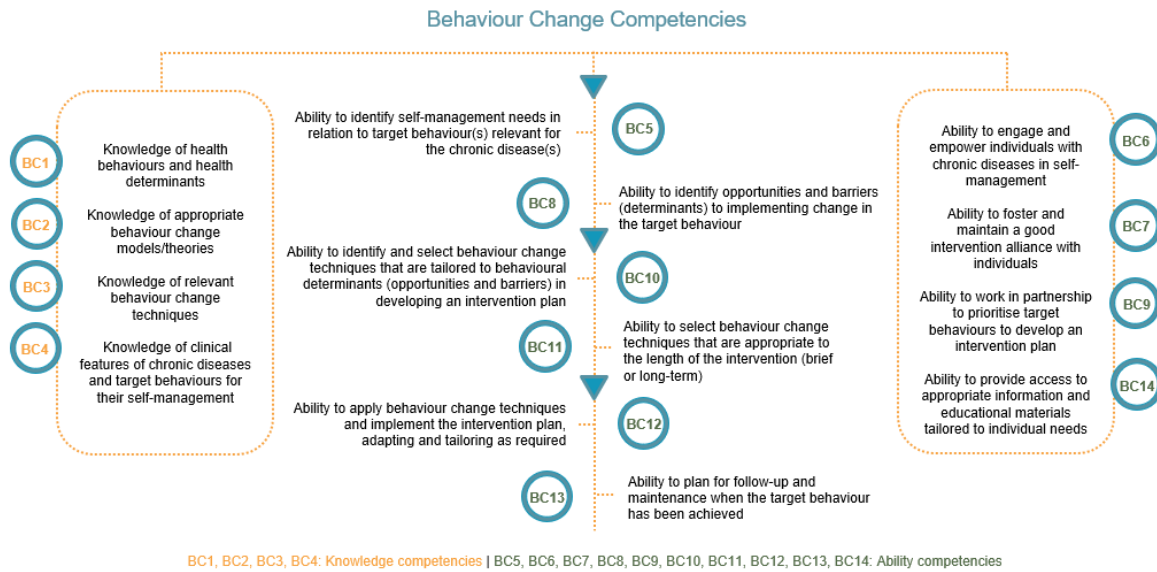 Behaviour Change Competencies
BC1
Knowledge of health
behaviours and health
determinants
BC2
Knowledge of appropriate
behaviour change
models/theories
BC3
Knowledge of relevant
behaviour change
techniques
BC4
Knowledge of clinical
features of chronic diseases
and target behaviours for
their self-management
Ability to identify self-management needs in
relation to target behaviour(s) relevant for
the chronic disease(s)
BC5
BC8
Ability to identify opportunities and barriers
(determinants) to implementing change in
the target behaviour
Ability to identify and select behaviour change
techniques that are tailored to behavioural
determinants (opportunities and barriers) in
developing an intervention plan
BC10
BC11
Ability to select behaviour change
techniques that are appropriate to
the length of the intervention (brief
or long-term)
Ability to apply behaviour change techniques
and implement the intervention plan,
adapting and tailoring as required
BC12
BC13
Ability to plan for follow-up and
maintenance when the target behaviour
has been achieved
Ability to engage and
empower individuals with
chronic diseases in self-
management
BC6
Ability to foster and
maintain a good
intervention alliance with
individuals
BC7
Ability to work in partnership
to prioritise target
behaviours to develop an
intervention plan
BC9
Ability to provide access to
appropriate information and
educational materials
tailored to individual needs
BC14
BC1, BC2, BC3, BC4: Knowledge competencies | BC5, BC6, BC7, BC8, BC9, BC10, BC11, BC12, BC13, BC14: Ability competencies